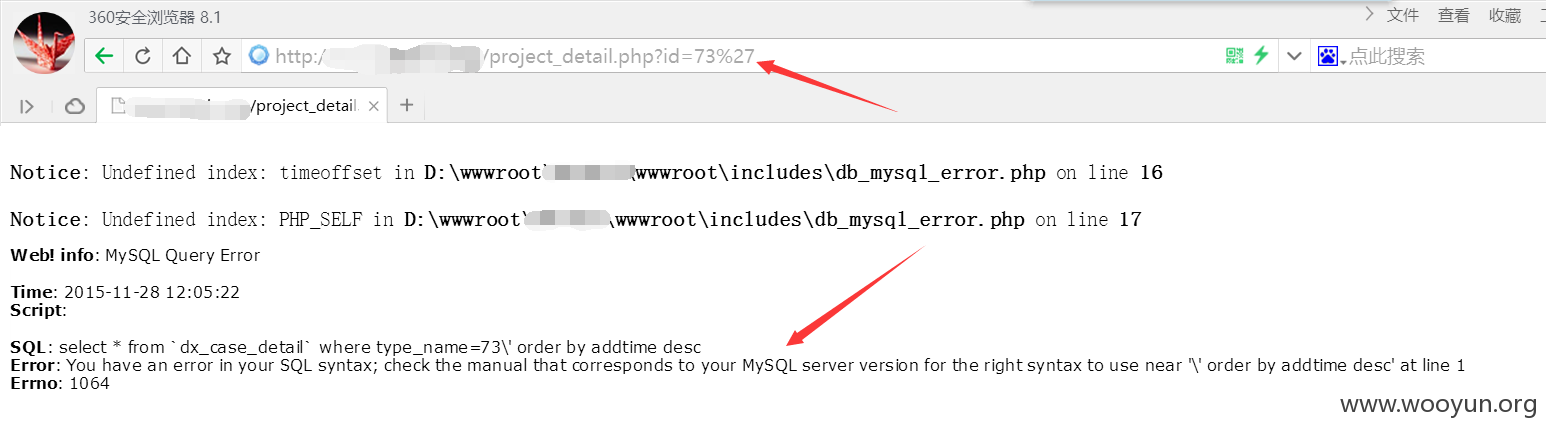 360安全浏览器 8.1
文件 查看 收藏
http:/ /project_detail.php?id=73%27
点此搜索
/project_detail.
Notice: Undefined index: timeoffset in D:\wwwroot\ \wwwroot\includes\db_mysql_error.php on line 16
Notice: Undefined index: PHP_SELF in D:\wwwroot\ \wwwroot\includes\db_mysql_error.php on line 17
Web! info: MySQL Query Error
Time: 2015-11-28 12:05:22
Script:
SQL: select * from `dx_case_detail` where type_name=73\' order by addtime desc
Error: You have an error in your SQL syntax; check the manual that corresponds to your MySQL server version for the right syntax to use near '\' order by addtime desc' at line 1
Errno: 1064
www.wooyun.org